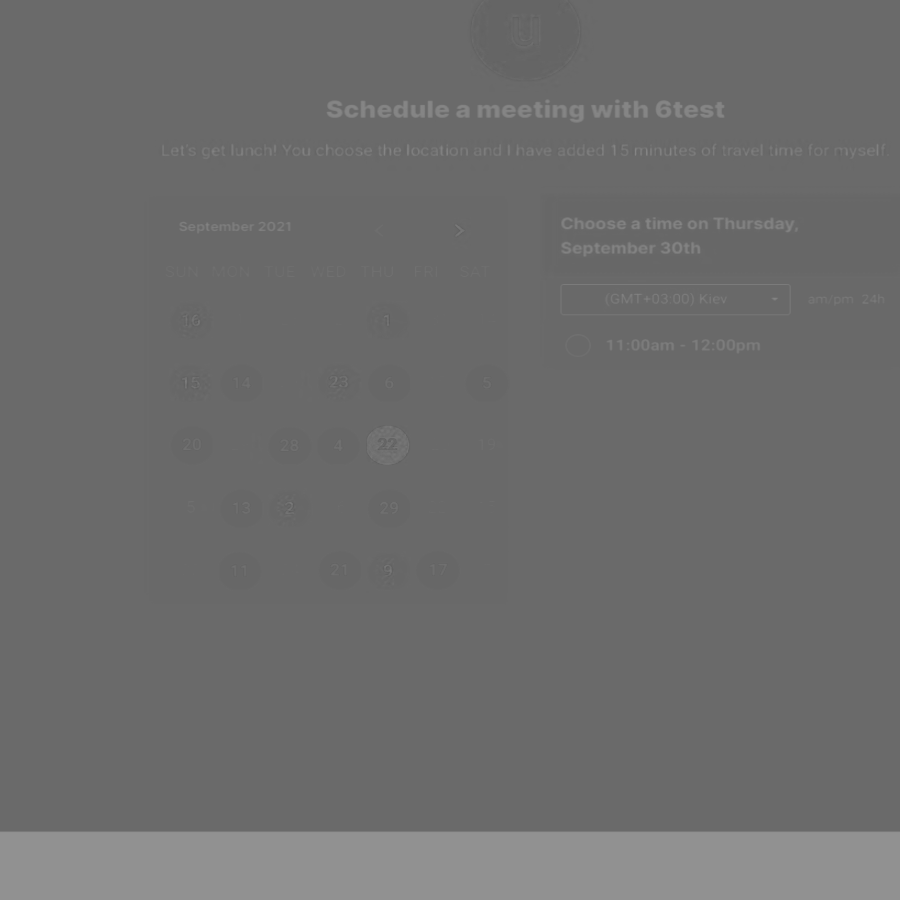 U
Schedule a meeting with 6test
Let's get lunch! You choose the location and I have added 15 minutes of travel time for myself
September 2021
SUN MON TUE WED THU FRI SAT
16 1
15 14 23 6 5
20 28 4 22
13 2 29
11 21 9 17
Choose a time on Thursday,
September 30th
(GMT+03:00) Kiev am/pm 24h
11:00am - 12:00pm